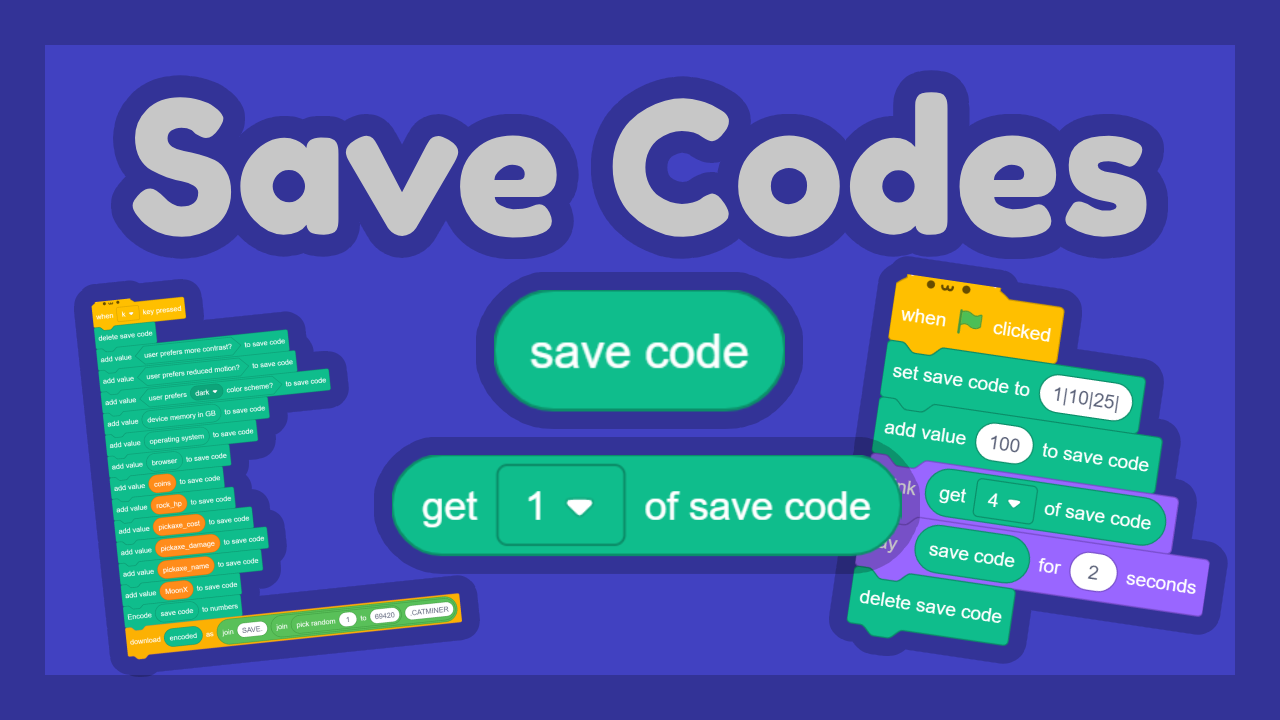 Save Codes
when k key pressed
delete save code
add value user prefers more contrast? to save code
add value user prefers reduced motion? to save code
add value user prefers dark color scheme? to save code
add value device memory in GB to save code
add value operating system to save code
add value browser to save code
add value coins to save code
add value rock_hp to save code
add value pickaxe_cost to save code
add value pickaxe_damage to save code
add value pickaxe_name to save code
add value MoonX to save code
Encode save code to numbers
download encoded as join SAVE. join pick random 1 to 69420 .CATMINER
save code
get 1 of save code
when clicked
set save code to 1|10|25|
add value 100 to save code
nk get 4 of save code
ay save code for 2 seconds
delete save code